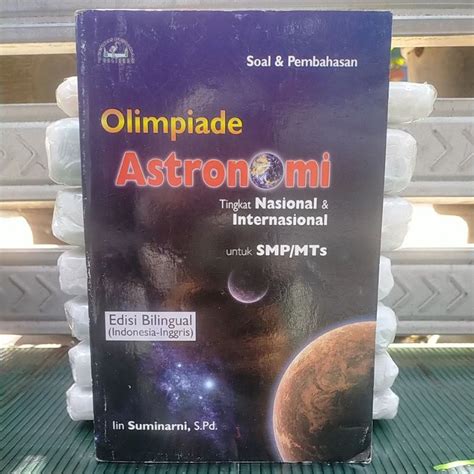 Soal & Pembahasan
Olimpiade
Astronomi
Tingkat Nasional &
Internasional
untuk SMP/MTs
Edisi Bilingual
(Indonesia-Inggris)
Iin Suminarni, S.Pd.